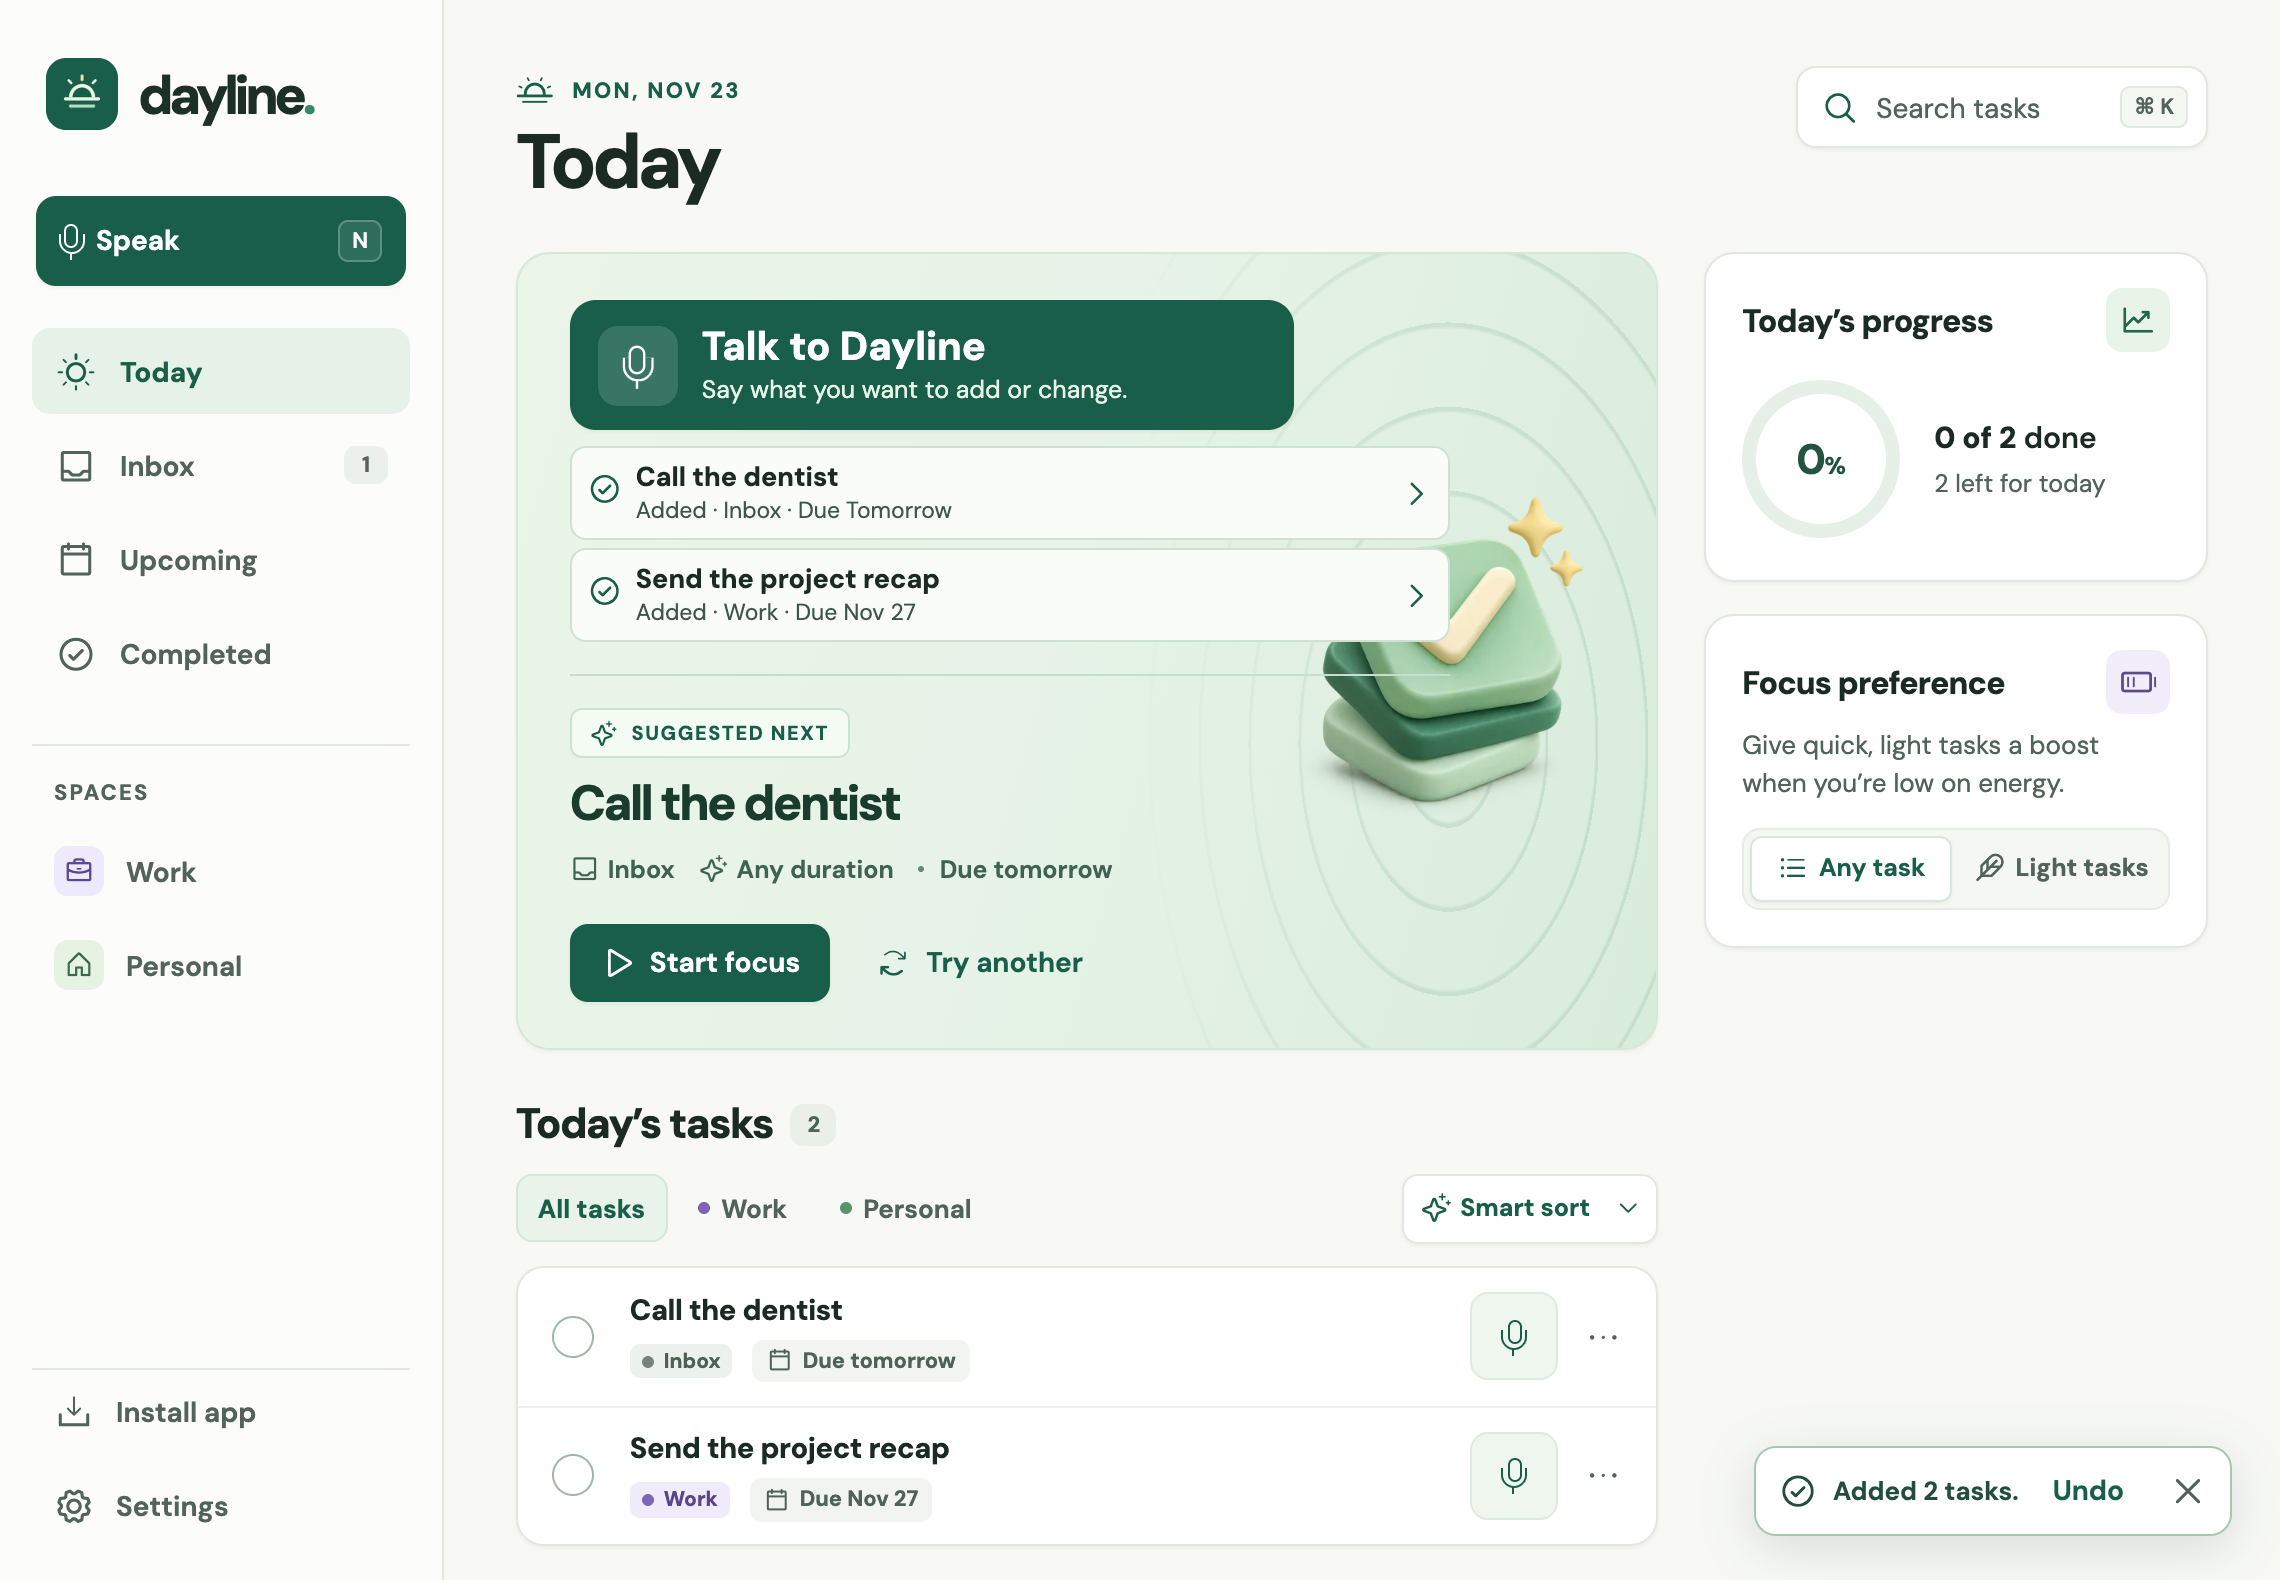 dayline.
Speak N
Today
Inbox 1
Upcoming
Completed
SPACES
Work
Personal
Install app
Settings
MON, NOV 23
Today
Search tasks ⌘ K
Talk to Dayline
Say what you want to add or change.
Call the dentist
Added · Inbox · Due Tomorrow
Send the project recap
Added · Work · Due Nov 27
SUGGESTED NEXT
Call the dentist
Inbox Any duration • Due tomorrow
Start focus Try another
Today’s progress
0%
0 of 2 done
2 left for today
Focus preference
Give quick, light tasks a boost
when you’re low on energy.
Any task Light tasks
Today’s tasks 2
All tasks Work Personal Smart sort
Call the dentist
Inbox Due tomorrow
Send the project recap
Work Due Nov 27
Added 2 tasks. Undo